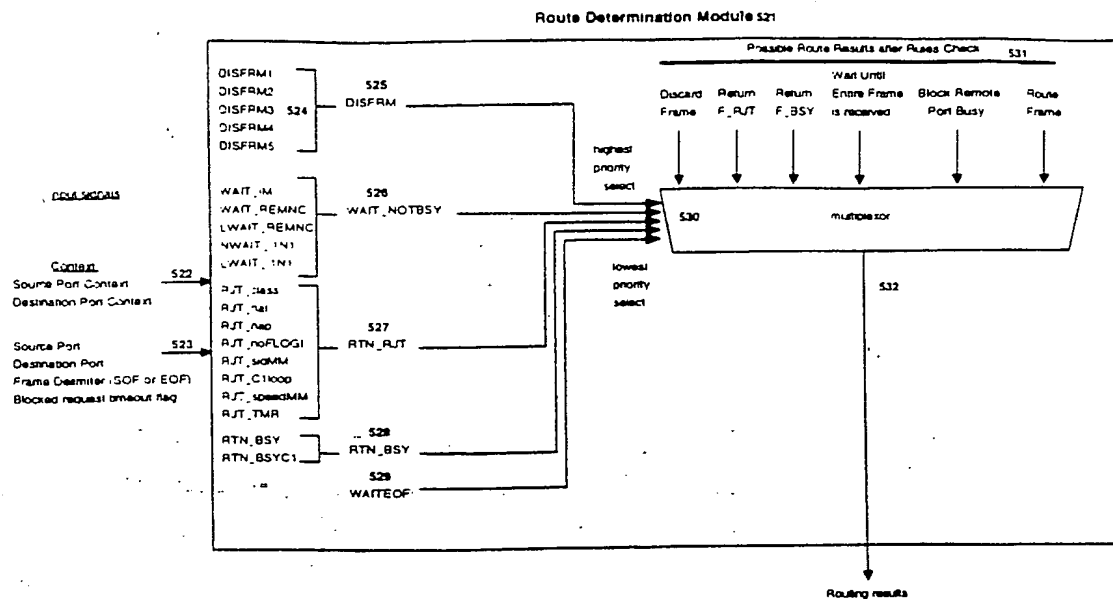 Route Determination Module 521
Possible Route Results after Rules Check 531
Discard Frame
Return F_RJT
Return F_BSY
Wait Until Entire Frame is received
Block Remote Port Busy
Route Frame
DISFRM1
DISFRM2
DISFRM3
DISFRM4
DISFRM5
524
525
DISFRM
highest priority select
Input signals
WAIT_IM
WAIT_REMNC
LWAIT_REMNC
NWAIT_1N1
LWAIT_1N1
526
WAIT_NOTBSY
530
multiplexor
lowest priority select
Context
Source Port Context
Destination Port Context
522
Source Port
Destination Port
Frame Delimiter (SOF or EOF)
Blocked request timeout flag
523
RJT_class
RJT_nap
RJT_noFLOGI
RJT_sidMM
RJT_C1loop
RJT_speedMM
RJT_TMR
527
RTN_RJT
RTN_BSY
RTN_BSYC1
528
RTN_BSY
529
WAITEOF
532
Routing results